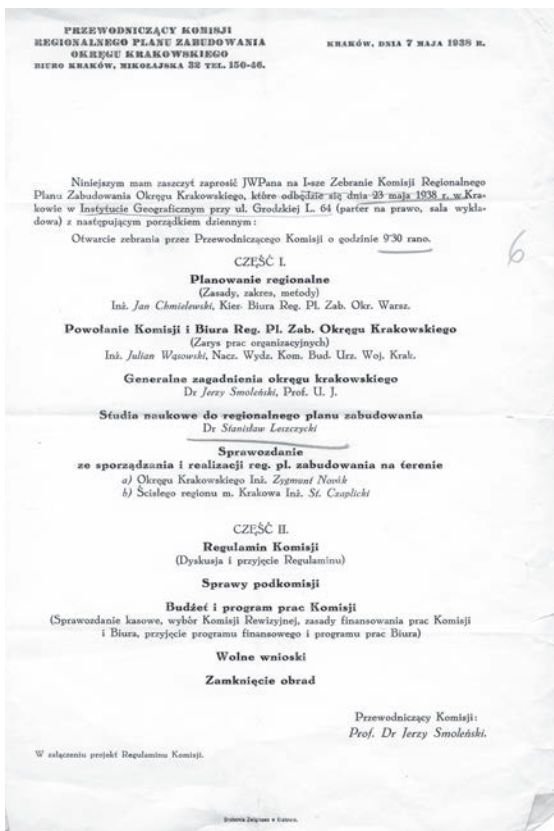 PRZEWODNICZĄCY KOMISJI
REGIONALNEGO PLANU ZABUDOWANIA
OKRĘGU KRAKOWSKIEGO
BIURO KRAKÓW, MIKOŁAJSKA 32 TEL. 150-46.
KRAKÓW, DNIA 7 MAJA 1938 R.
Niniejszym mam zaszczyt zaprosić JWPana na I-sze Zebranie Komisji Regionalnego
Planu Zabudowania Okręgu Krakowskiego, które odbędzie się dnia 23 maja 1938 r. w Kra-
kowie w Instytucie Geograficznym przy ul. Grodzkiej L. 64 (parter na prawo, sala wykła-
dowa) z następującym porządkiem dziennym:
Otwarcie zebrania przez Przewodniczącego Komisji o godzinie 9'30 rano.
6
CZĘŚĆ I.
Planowanie regionalne
(Zasady, zakres, metody)
Inż. Jan Chmielewski, Kier. Biura Reg. Pl. Zab. Okr. Warsz.
Powołanie Komisji i Biura Reg. Pl. Zab. Okręgu Krakowskiego
(Zarys prac organizacyjnych)
Inż. Julian Wąsowski, Nacz. Wydz. Kom. Bud. Urz. Woj. Krak.
Generalne zagadnienia okręgu krakowskiego
Dr Jerzy Smoleński, Prof. U. J.
Studia naukowe do regionalnego planu zabudowania
Dr Stanisław Leszczycki
Sprawozdanie
ze sporządzania i realizacji reg. pl. zabudowania na terenie
a) Okręgu Krakowskiego Inż. Zygmunt Novák
b) Ścisłego regionu m. Krakowa Inż. St. Czaplicki
CZĘŚĆ II.
Regulamin Komisji
(Dyskusja i przyjęcie Regulaminu)
Sprawy podkomisji
Budżet i program prac Komisji
(Sprawozdanie kasowe, wybór Komisji Rewizyjnej, zasady finansowania prac Komisji
i Biura, przyjęcie programu finansowego i programu prac Biura)
Wolne wnioski
Zamknięcie obrad
Przewodniczący Komisji:
Prof. Dr Jerzy Smoleński.
W załączeniu projekt Regulaminu Komisji.
Drukarnia Związkowa w Krakowie.